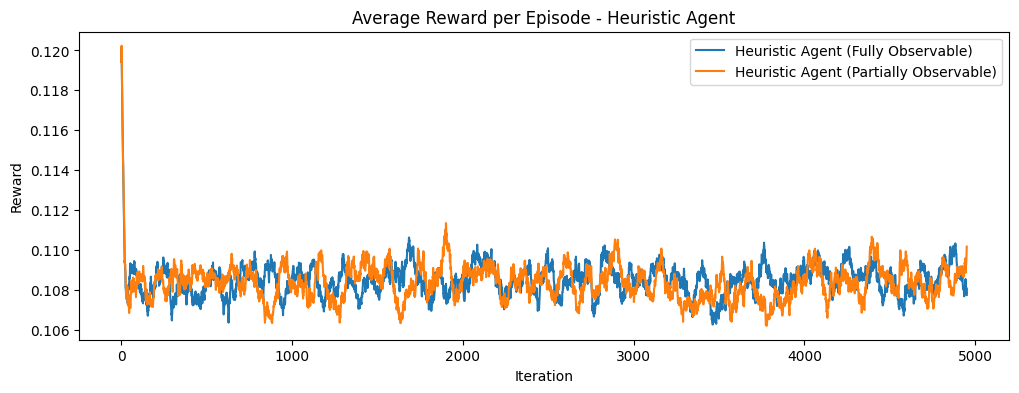 Average Reward per Episode - Heuristic Agent
Heuristic Agent (Fully Observable)
Heuristic Agent (Partially Observable)
Reward
0.120
0.118
0.116
0.114
0.112
0.110
0.108
0.106
0
1000
2000
3000
4000
5000
Iteration